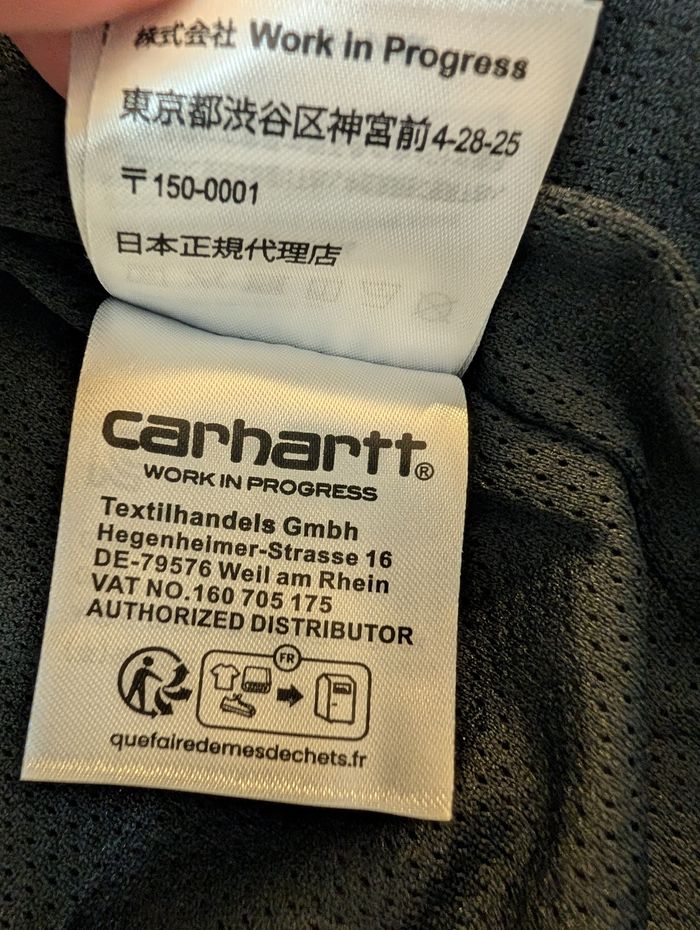 株式会社 Work in Progress
東京都渋谷区神宮前4-28-25
〒150-0001
日本正規代理店
carhartt®
WORK IN PROGRESS
Textilhandels Gmbh
Hegenheimer-Strasse 16
DE-79576 Weil am Rhein
VAT NO.160 705 175
AUTHORIZED DISTRIBUTOR
FR
quefairedemesdechets.fr